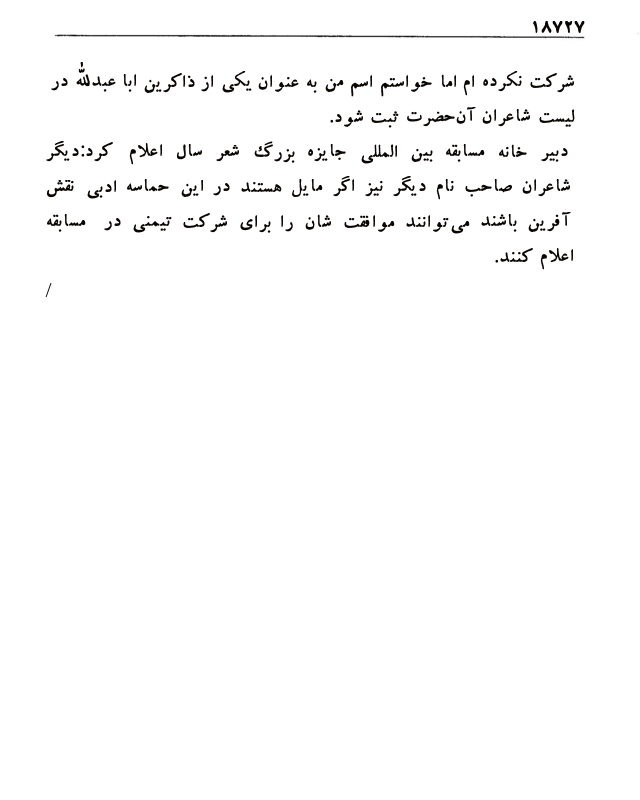 ۱۸۷۲۷
شرکت نکرده ام اما خواستم اسم من به عنوان یکی از ذاکرین ابا عبدلله در
لیست شاعران آن‌حضرت ثبت شود.
دبیر خانه مسابقه بین المللی جایزه بزرگ شعر سال اعلام کرد:دیگر
شاعران صاحب نام دیگر نیز اگر مایل هستند در این حماسه ادبی نقش
آفرین باشند می‌توانند موافقت شان را برای شرکت تیمنی در مسابقه
اعلام کنند.
/